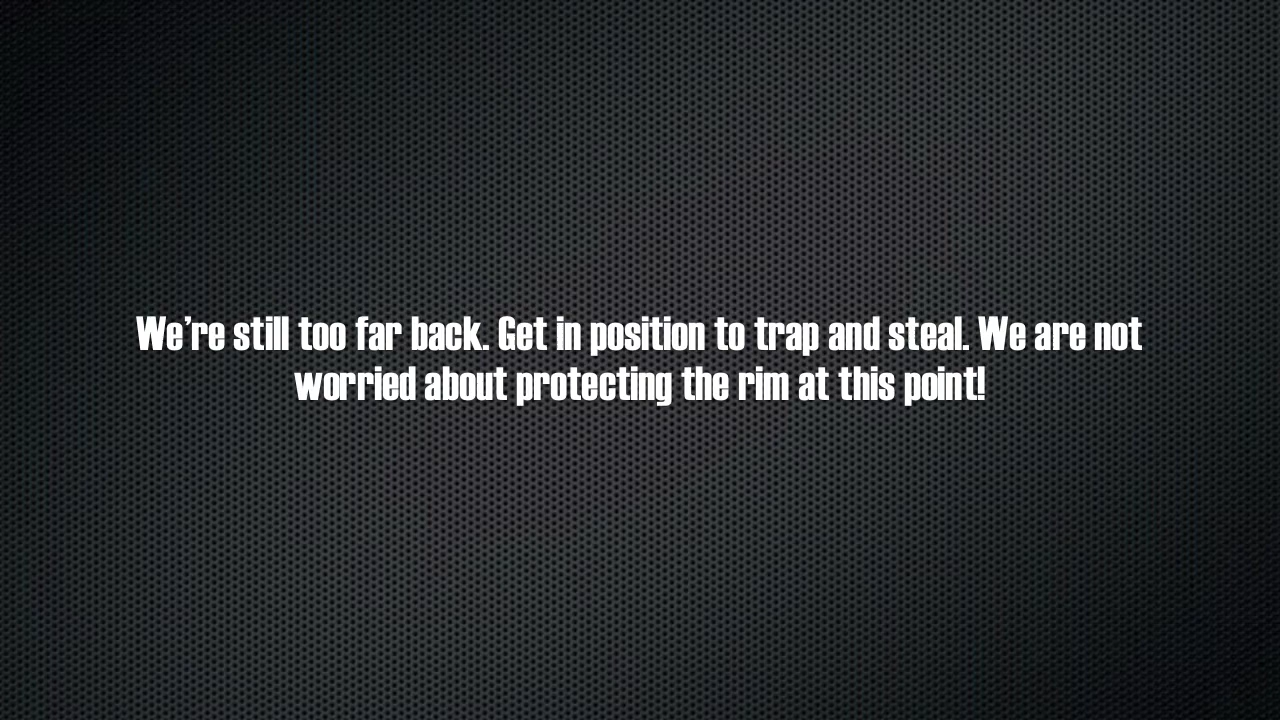 We’re still too far back. Get in position to trap and steal. We are not
worried about protecting the rim at this point!